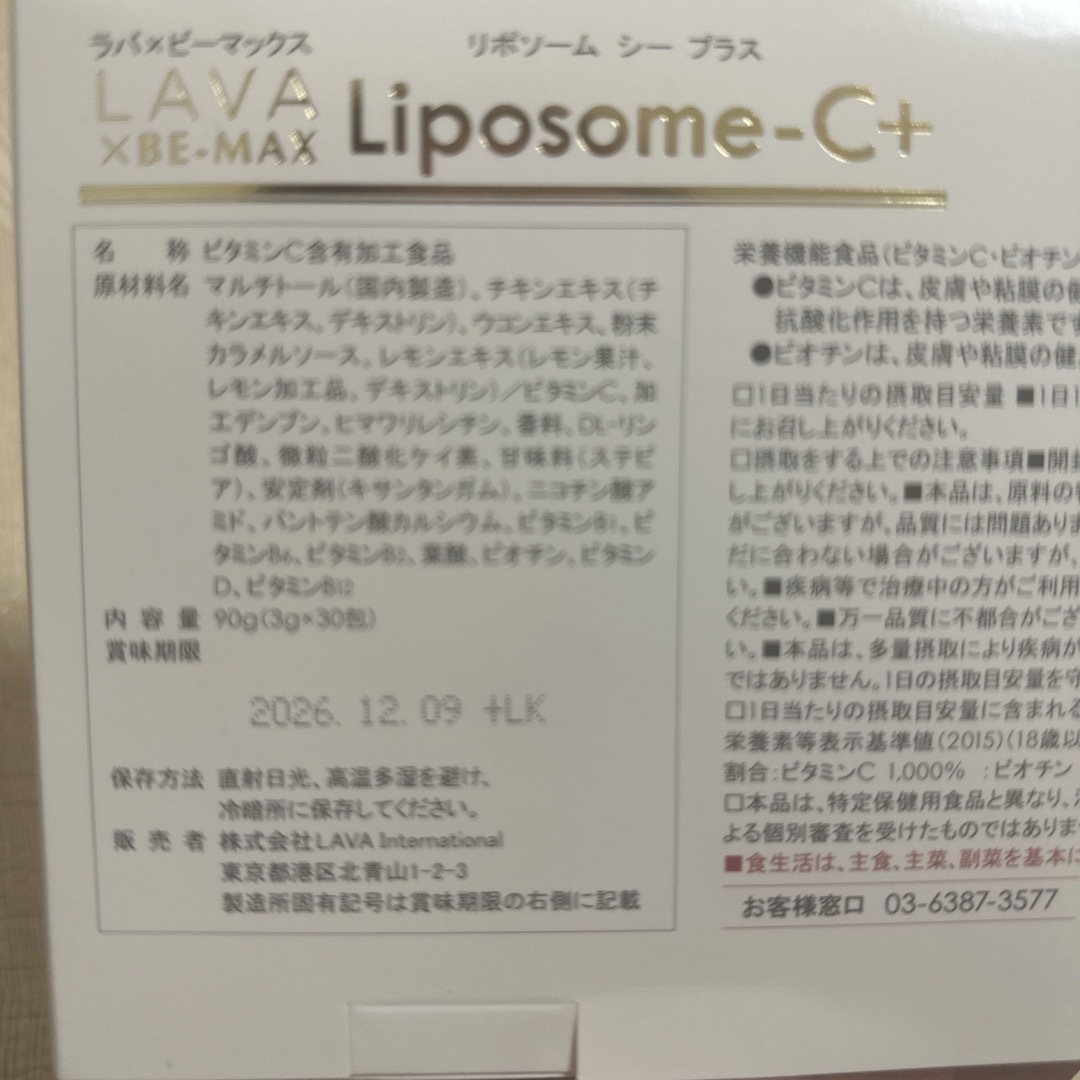 ラバ×ビーマックス
LAVA
×BE-MAX
リポソーム シー プラス
Liposome-C+
名 称 ビタミンC含有加工食品
原材料名 マルチトール(国内製造)、チキンエキス(チ
キンエキス、デキストリン)、ウコンエキス、粉末
カラメルソース、レモンエキス(レモン果汁、
レモン加工品、デキストリン)/ビタミンC、加
工デンプン、ヒマワリレシチン、香料、DL-リン
ゴ酸、微粒二酸化ケイ素、甘味料(ステビ
ア)、安定剤(キサンタンガム)、ニコチン酸ア
ミド、パントテン酸カルシウム、ビタミンB1、ビ
タミンB6、ビタミンB2、葉酸、ビオチン、ビタミン
D、ビタミンB12
内 容 量 90g(3g×30包)
賞味期限
2026. 12. 09 +LK
保存方法 直射日光、高温多湿を避け、
冷暗所に保存してください。
販 売 者 株式会社LAVA International
東京都港区北青山1-2-3
製造所固有記号は賞味期限の右側に記載
栄養機能食品(ビタミンC・ビオチン
●ビタミンCは、皮膚や粘膜の健
抗酸化作用を持つ栄養素です
●ビオチンは、皮膚や粘膜の健
□1日当たりの摂取目安量 ■1日1
にお召し上がりください。
□摂取をする上での注意事項■開封
し上がりください。■本品は、原料の
がございますが、品質には問題ありま
だに合わない場合がございますが、
い。■疾病等で治療中の方がご利用
ください。■万一品質に不都合がござ
い。■本品は、多量摂取により疾病が
ではありません。1日の摂取目安量を守
□1日当たりの摂取目安量に含まれる
栄養素等表示基準値(2015)(18歳以
割合:ビタミンC 1,000% :ビオチン
□本品は、特定保健用食品と異なり、
よる個別審査を受けたものではありま
■食生活は、主食、主菜、副菜を基本に
お客様窓口 03-6387-3577